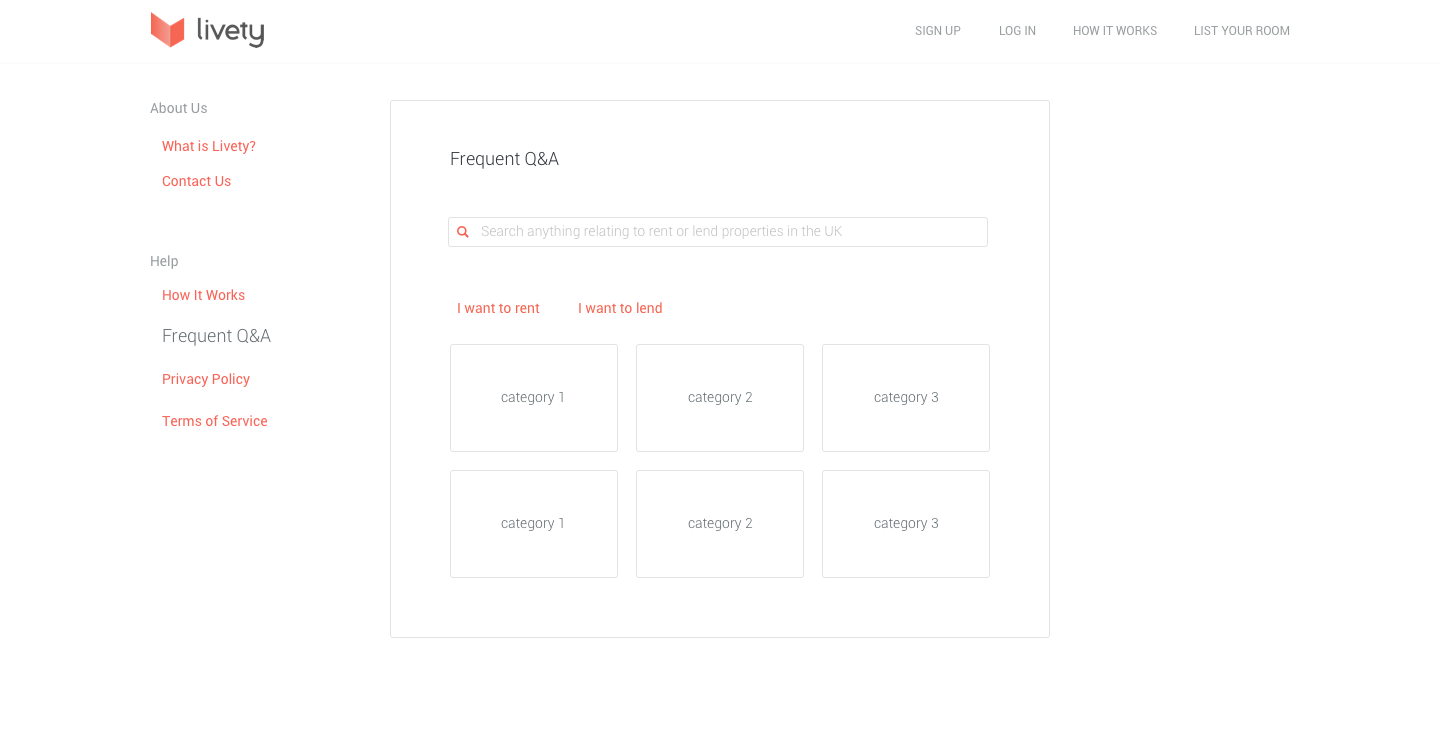 livety
SIGN UP LOG IN HOW IT WORKS LIST YOUR ROOM
About Us
What is Livety?
Contact Us
Help
How It Works
Frequent Q&A
Privacy Policy
Terms of Service
Frequent Q&A
Search anything relating to rent or lend properties in the UK
I want to rent I want to lend
category 1 category 2 category 3
category 1 category 2 category 3